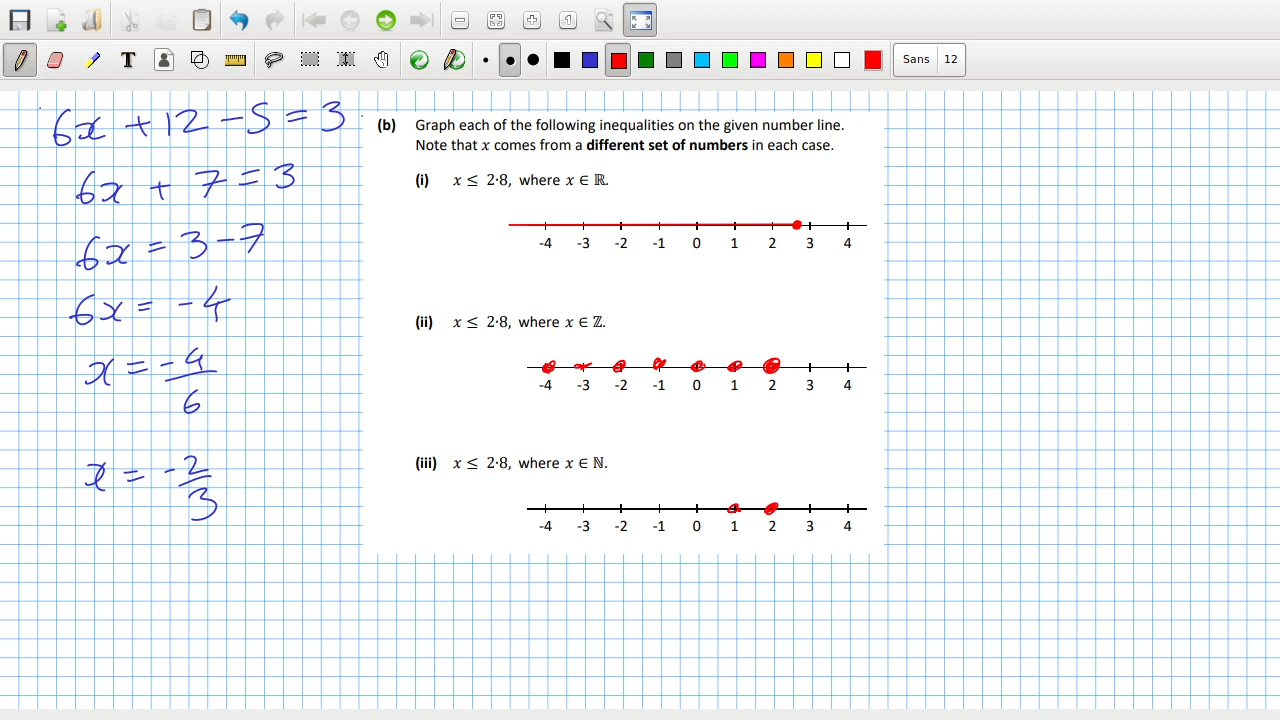 Sans 12
6x + 12 - 5 = 3
6x + 7 = 3
6x = 3 - 7
6x = -4
x = -4/6
x = -2/3
(b) Graph each of the following inequalities on the given number line.
Note that x comes from a different set of numbers in each case.
(i) x ≤ 2·8, where x ∈ ℝ.
-4 -3 -2 -1 0 1 2 3 4
(ii) x ≤ 2·8, where x ∈ ℤ.
-4 -3 -2 -1 0 1 2 3 4
(iii) x ≤ 2·8, where x ∈ ℕ.
-4 -3 -2 -1 0 1 2 3 4